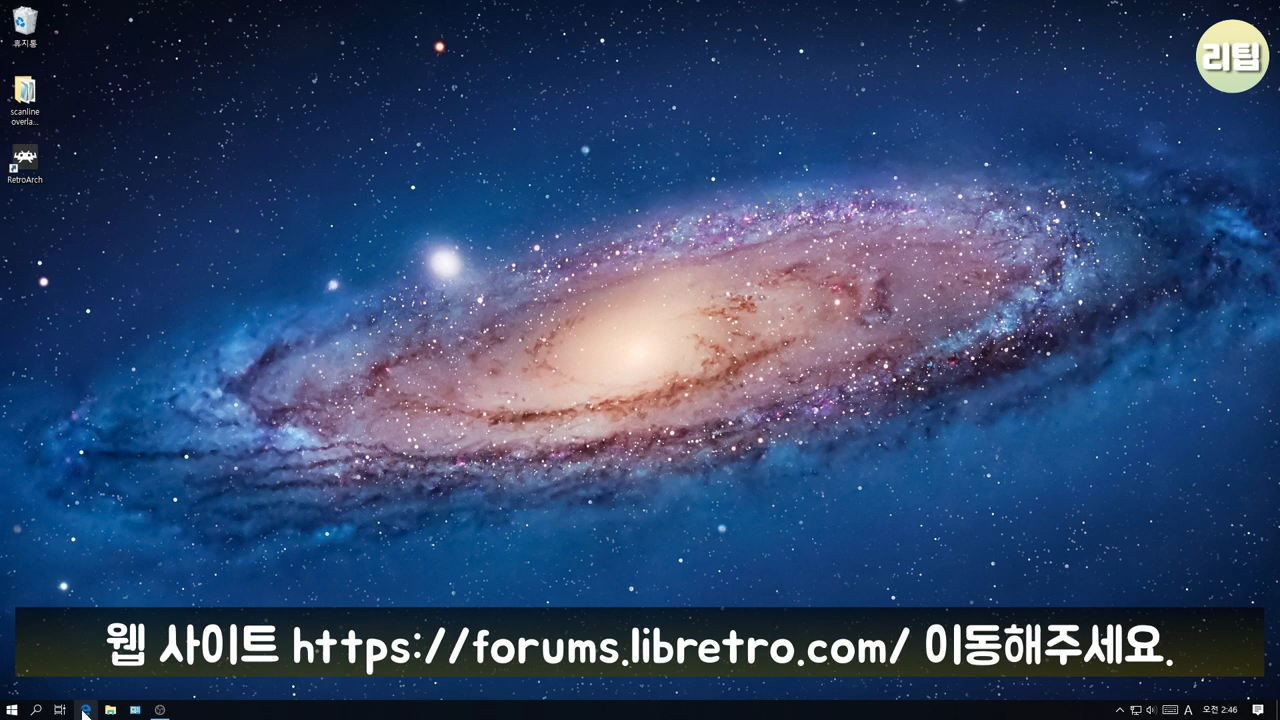 휴지통
리팁
scanline
overla...
RetroArch
웹 사이트 https://forums.libretro.com/ 이동해주세요.
A 오전 2:46